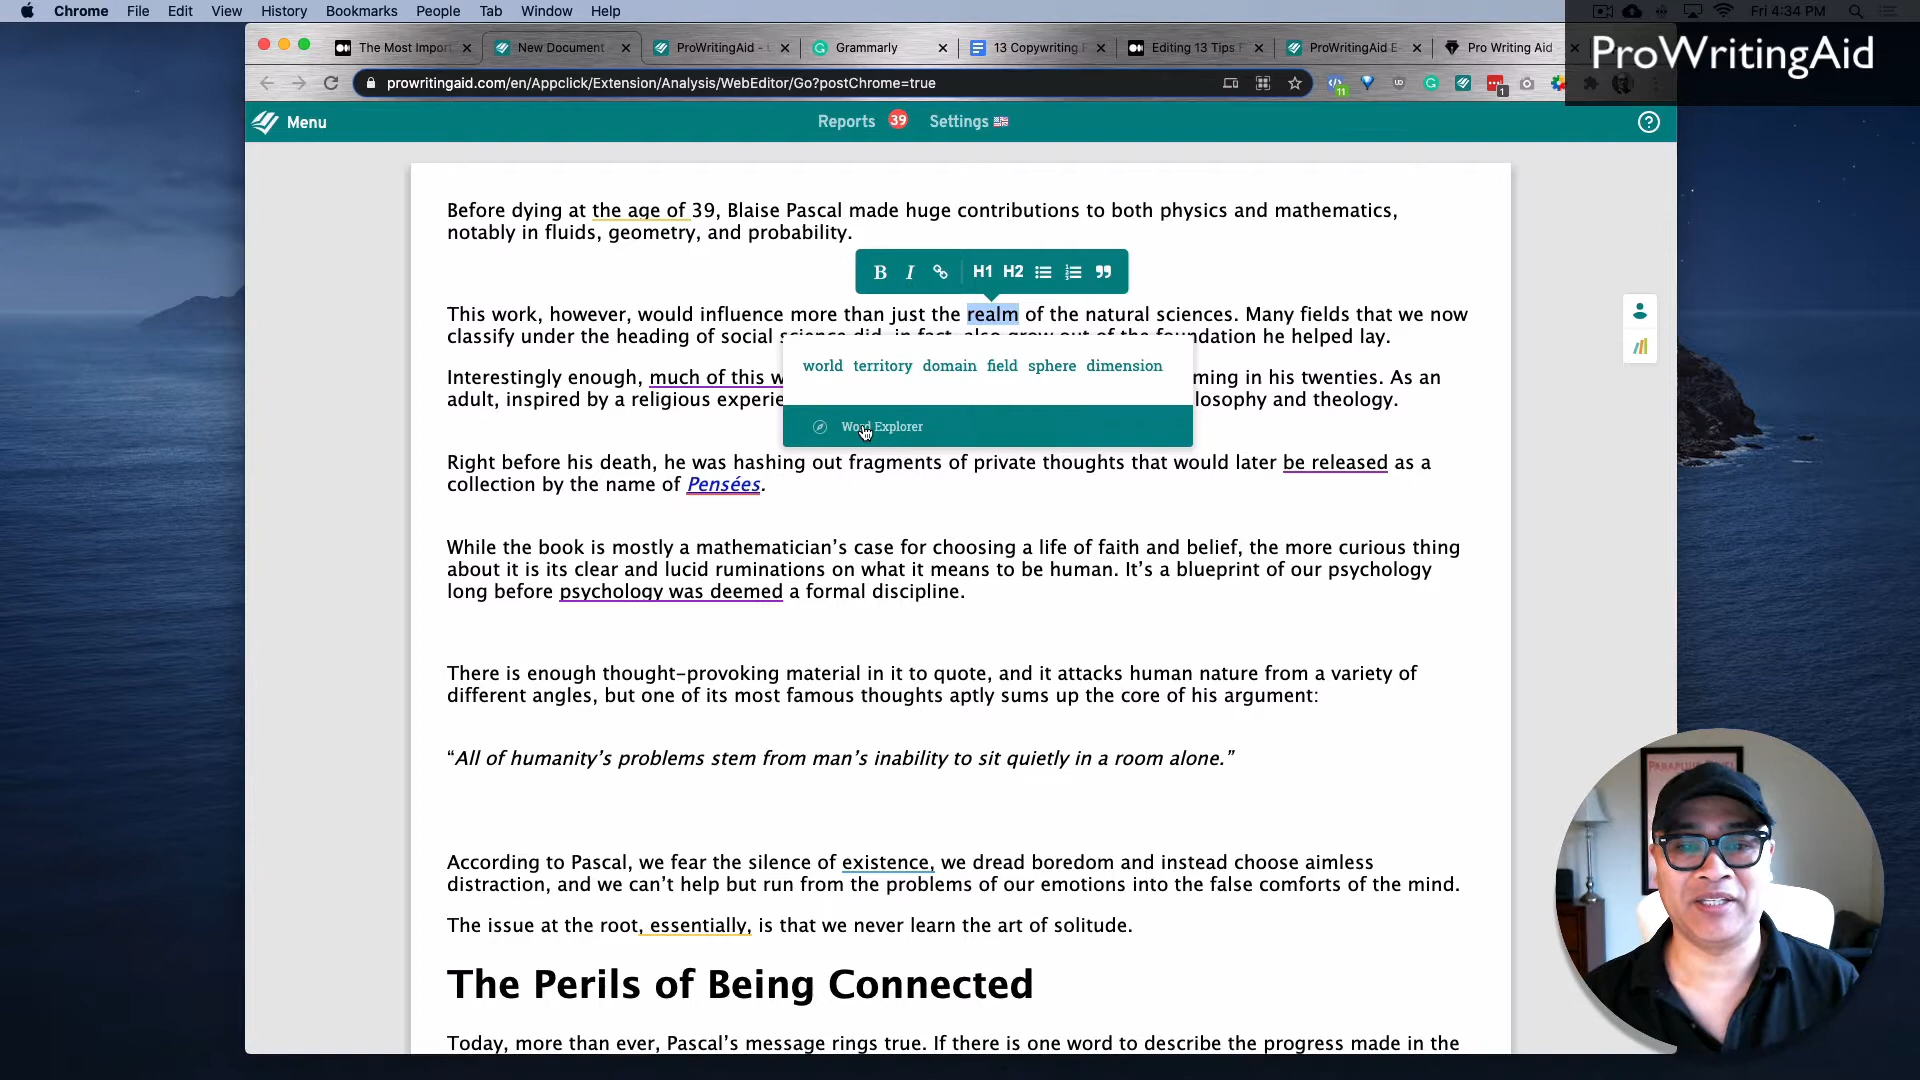 Chrome File Edit View History Bookmarks People Tab Window Help Fri 4:34 PM
ProWritingAid
The Most Impor New Document ProWritingAid - Grammarly 13 Copywriting Editing 13 Tips ProWritingAid E Pro Writing Aid
prowritingaid.com/en/Appclick/Extension/Analysis/WebEditor/Go?postChrome=true 11 1
Menu Reports 39 Settings
Before dying at the age of 39, Blaise Pascal made huge contributions to both physics and mathematics,
notably in fluids, geometry, and probability.
B I H1 H2
This work, however, would influence more than just the realm of the natural sciences. Many fields that we now
classify under the heading of social science did, in fact, also grow out of the foundation he helped lay.
world territory domain field sphere dimension
Interestingly enough, much of this w ming in his twenties. As an
adult, inspired by a religious experie losophy and theology.
Word Explorer
Right before his death, he was hashing out fragments of private thoughts that would later be released as a
collection by the name of Pensées.
While the book is mostly a mathematician’s case for choosing a life of faith and belief, the more curious thing
about it is its clear and lucid ruminations on what it means to be human. It’s a blueprint of our psychology
long before psychology was deemed a formal discipline.
There is enough thought-provoking material in it to quote, and it attacks human nature from a variety of
different angles, but one of its most famous thoughts aptly sums up the core of his argument:
“All of humanity’s problems stem from man’s inability to sit quietly in a room alone.”
According to Pascal, we fear the silence of existence, we dread boredom and instead choose aimless
distraction, and we can’t help but run from the problems of our emotions into the false comforts of the mind.
The issue at the root, essentially, is that we never learn the art of solitude.
The Perils of Being Connected
Today, more than ever, Pascal’s message rings true. If there is one word to describe the progress made in the